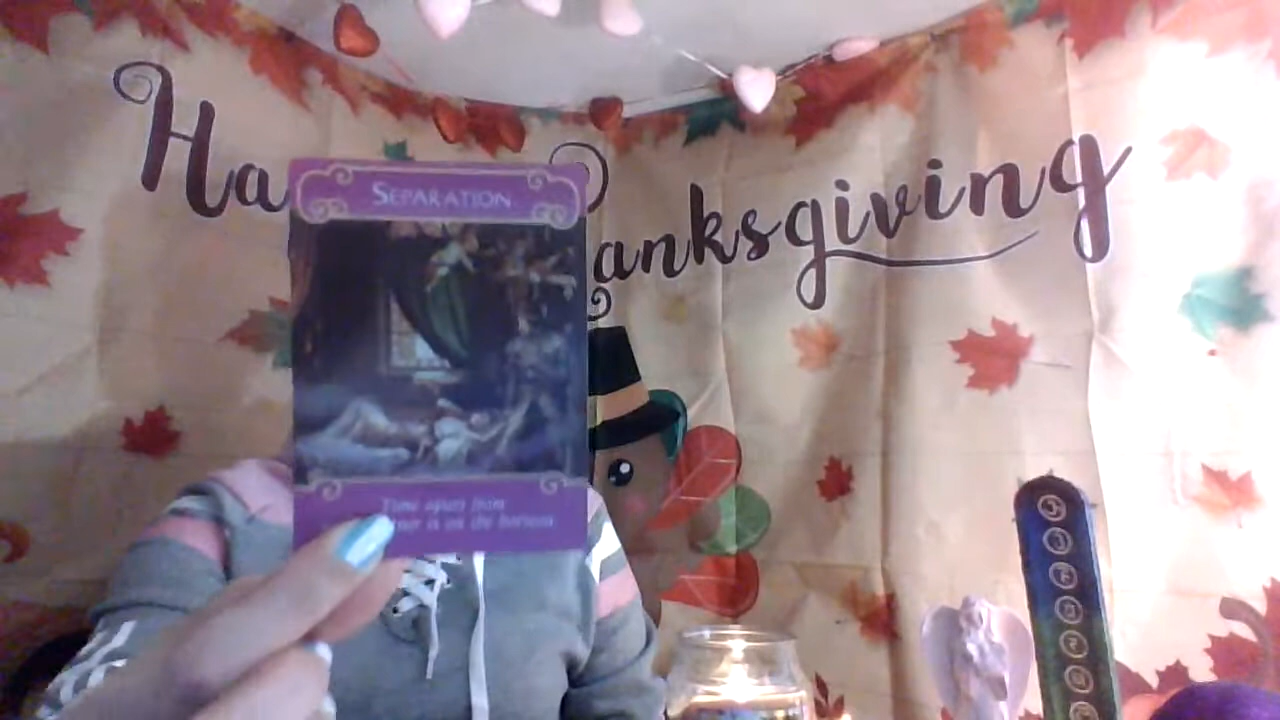 Ha
anksgiving
SEPARATION
Time apart from
is on the horizon